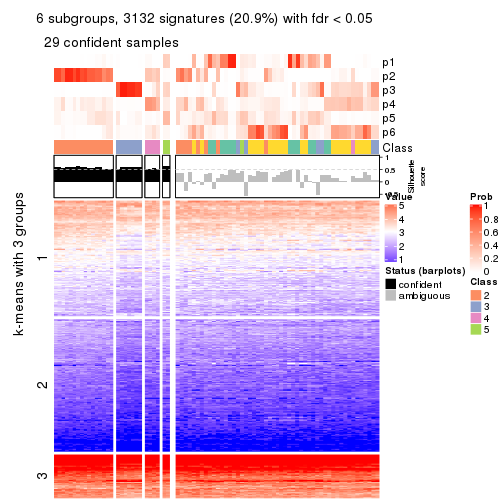 6 subgroups, 3132 signatures (20.9%) with fdr < 0.05
29 confident samples
p1
p2
p3
p4
p5
p6
Class
1
0.5
0
Silhouette
score
k-means with 3 groups
1
2
3
Value
5
4
3
2
1
Status (barplots)
confident
ambiguous
Prob
1
0.8
0.6
0.4
0.2
0
Class
2
3
4
5